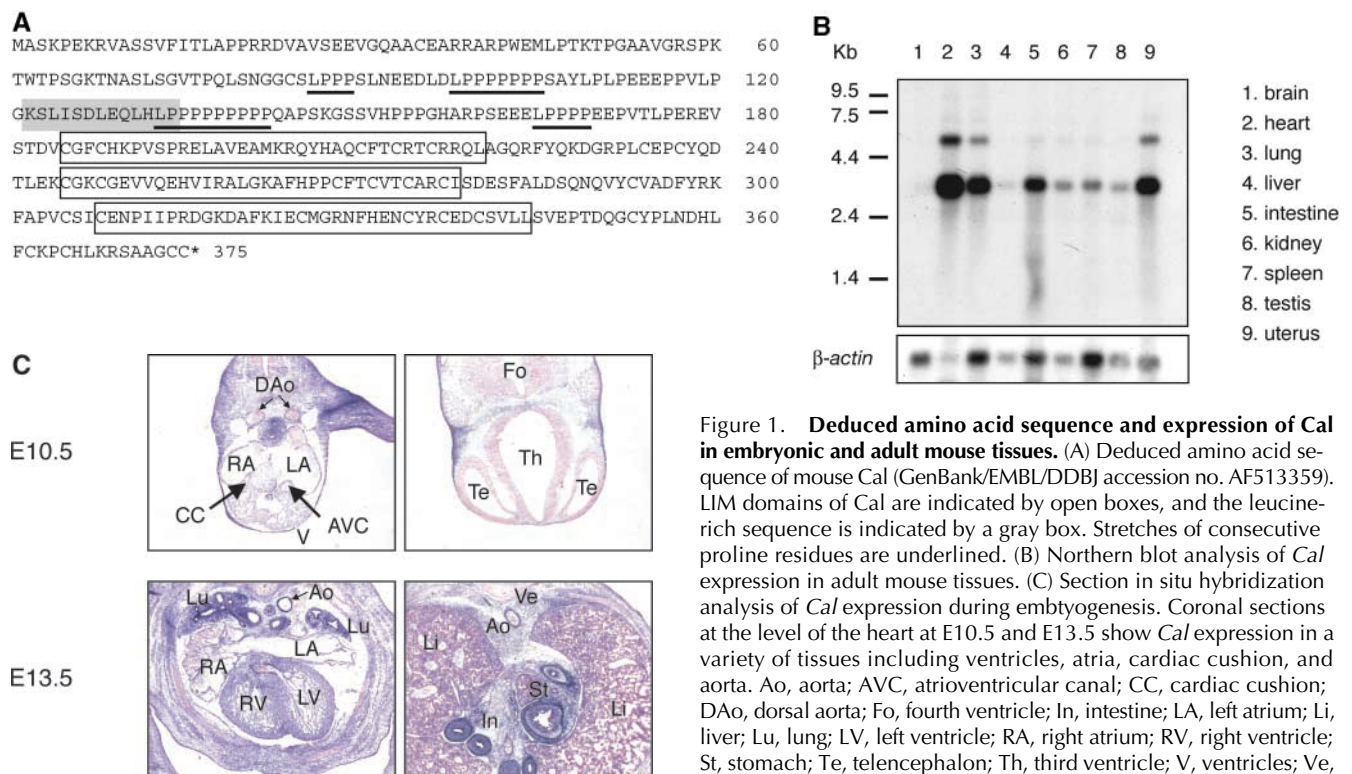 A
MASKPEKRVASSVFITLAPPRRDVAVSEEVGQAACEARRARPWEMLPTKTPGAAVGRSPK 60
TWTPSGKTNASLSGVTPQLSNGGCSLPPPSLNEEDLDLPPPPPPPSAYLPLPEEEPPVLP 120
GKSLISDLEQLHLPPPPPPPPPQAPSKGSSVHPPPGHARPSEEELPPPPEEPVTLPEREV 180
STDVCGFCHKPVSPRELAVEAMKRQYHAQCFTCRTCRRQLAGQRFYQKDGRPLCEPCYQD 240
TLEKCGKCGEVVQEHVIRALGKAFHPPCFTCVTCARCISDESFALDSQNQVYCVADFYRK 300
FAPVCSICENPIIPRDGKDAFKIECMGRNFHENCYRCEDCSVLLSVEPTDQGCYPLNDHL 360
FCKPCHLKRSAAGCC* 375
B
Kb 1 2 3 4 5 6 7 8 9
9.5
7.5
4.4
2.4
1.4
β-actin
1. brain
2. heart
3. lung
4. liver
5. intestine
6. kidney
7. spleen
8. testis
9. uterus
C
E10.5
DAo
RA LA
CC AVC
V
Fo
Th
Te Te
E13.5
Lu Ao Lu
LA
RA
RV LV
Ve
Ao
Li
St
In Li
Figure 1. Deduced amino acid sequence and expression of Cal
in embryonic and adult mouse tissues. (A) Deduced amino acid se-
quence of mouse Cal (GenBank/EMBL/DDBJ accession no. AF513359).
LIM domains of Cal are indicated by open boxes, and the leucine-
rich sequence is indicated by a gray box. Stretches of consecutive
proline residues are underlined. (B) Northern blot analysis of Cal
expression in adult mouse tissues. (C) Section in situ hybridization
analysis of Cal expression during embtyogenesis. Coronal sections
at the level of the heart at E10.5 and E13.5 show Cal expression in a
variety of tissues including ventricles, atria, cardiac cushion, and
aorta. Ao, aorta; AVC, atrioventricular canal; CC, cardiac cushion;
DAo, dorsal aorta; Fo, fourth ventricle; In, intestine; LA, left atrium; Li,
liver; Lu, lung; LV, left ventricle; RA, right atrium; RV, right ventricle;
St, stomach; Te, telencephalon; Th, third ventricle; V, ventricles; Ve,